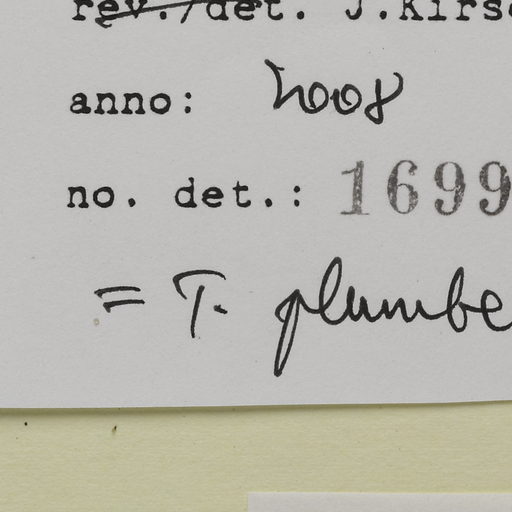 rev./det. J.Kirs
anno: 2008
no. det.: 1699
= T. plumbe